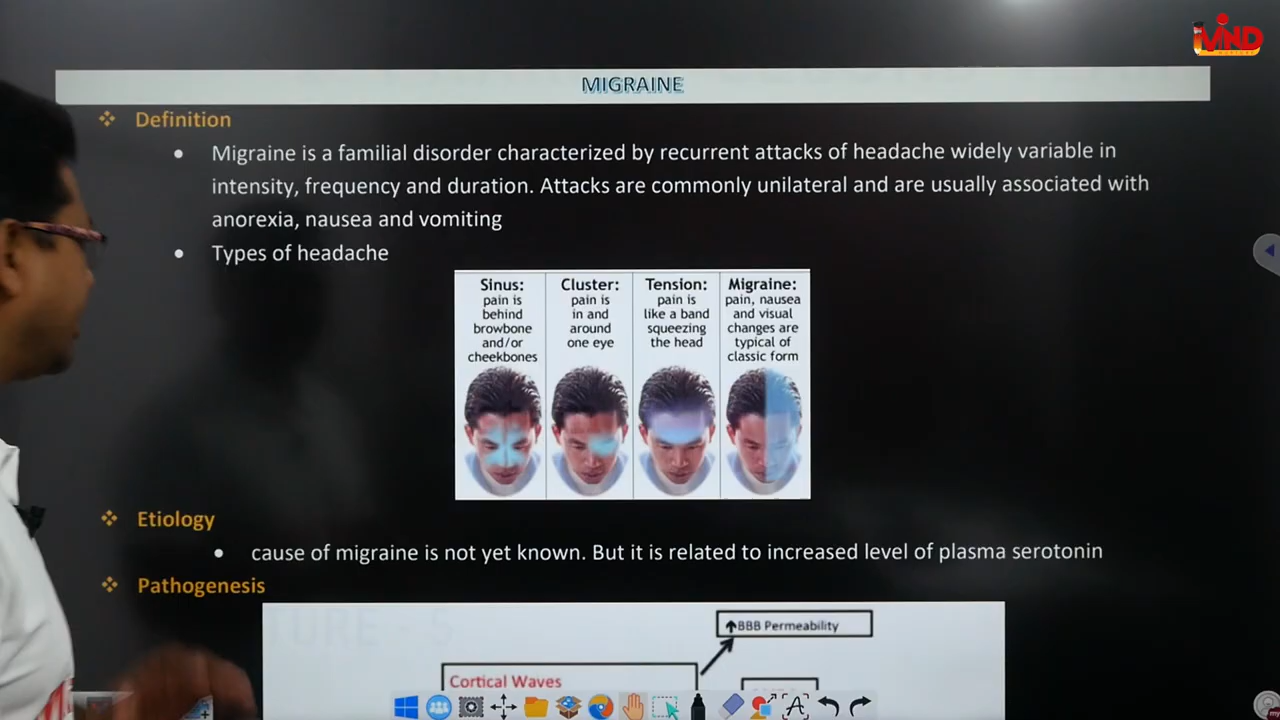 MIGRAINE
Definition
Migraine is a familial disorder characterized by recurrent attacks of headache widely variable in
intensity, frequency and duration. Attacks are commonly unilateral and are usually associated with
anorexia, nausea and vomiting
Types of headache
Sinus:
pain is
behind
browbone
and/or
cheekbones
Cluster:
pain is
in and
around
one eye
Tension:
pain is
like a band
squeezing
the head
Migraine:
pain, nausea
and visual
changes are
typical of
classic form
Etiology
cause of migraine is not yet known. But it is related to increased level of plasma serotonin
Pathogenesis
BBB Permeability
Cortical Waves